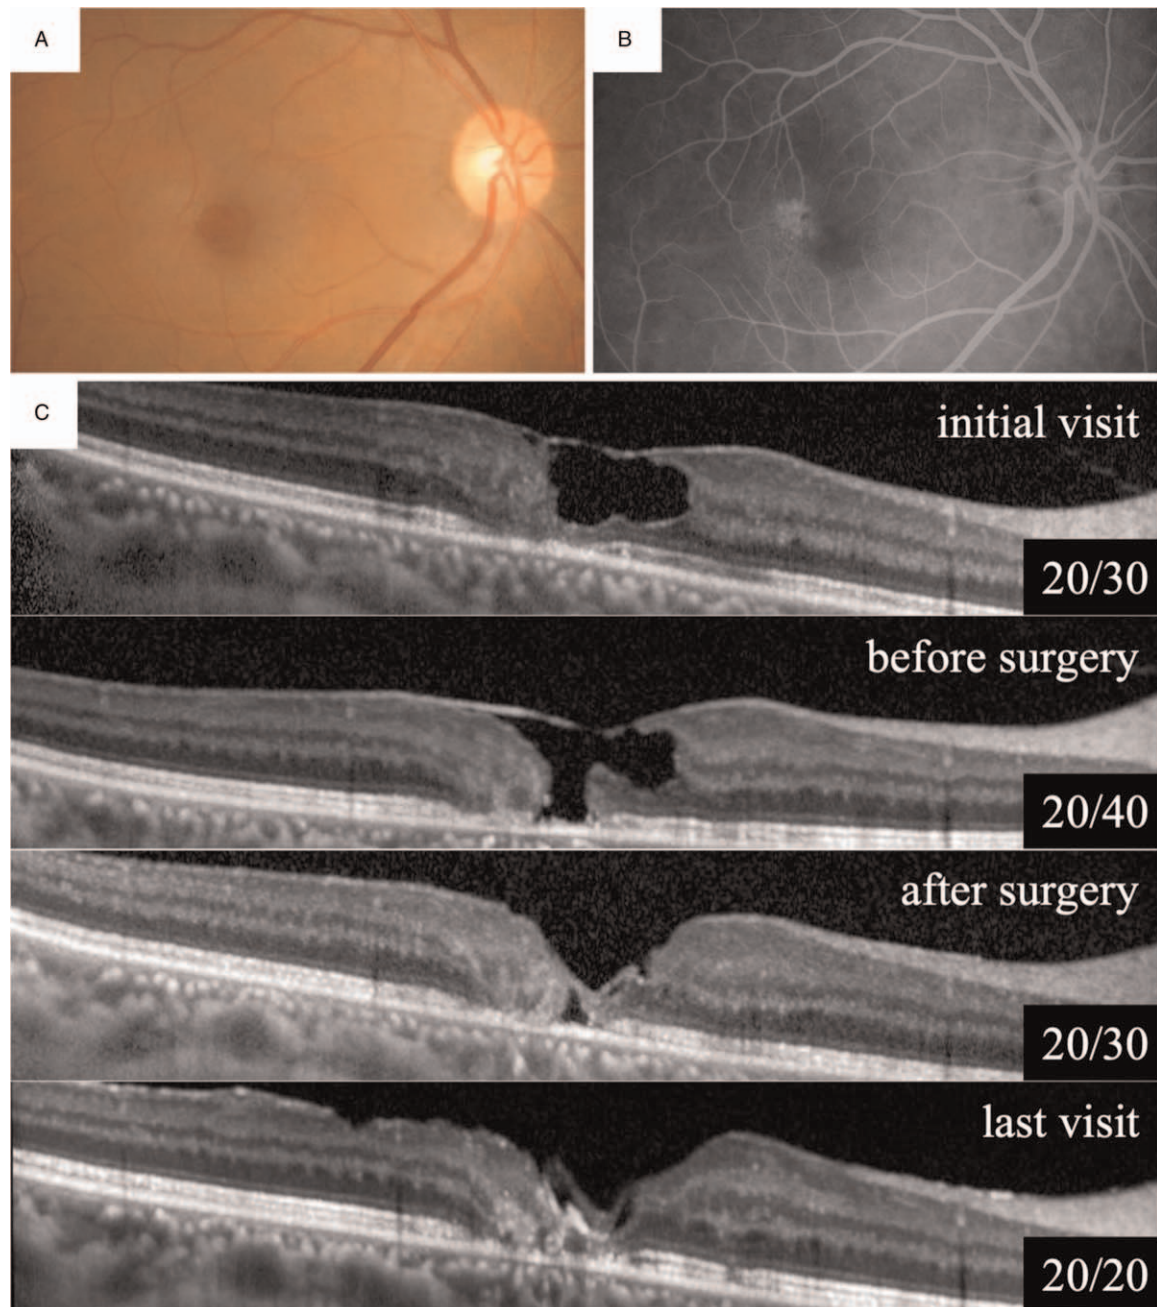 A
B
C
initial visit
20/30
before surgery
20/40
after surgery
20/30
last visit
20/20